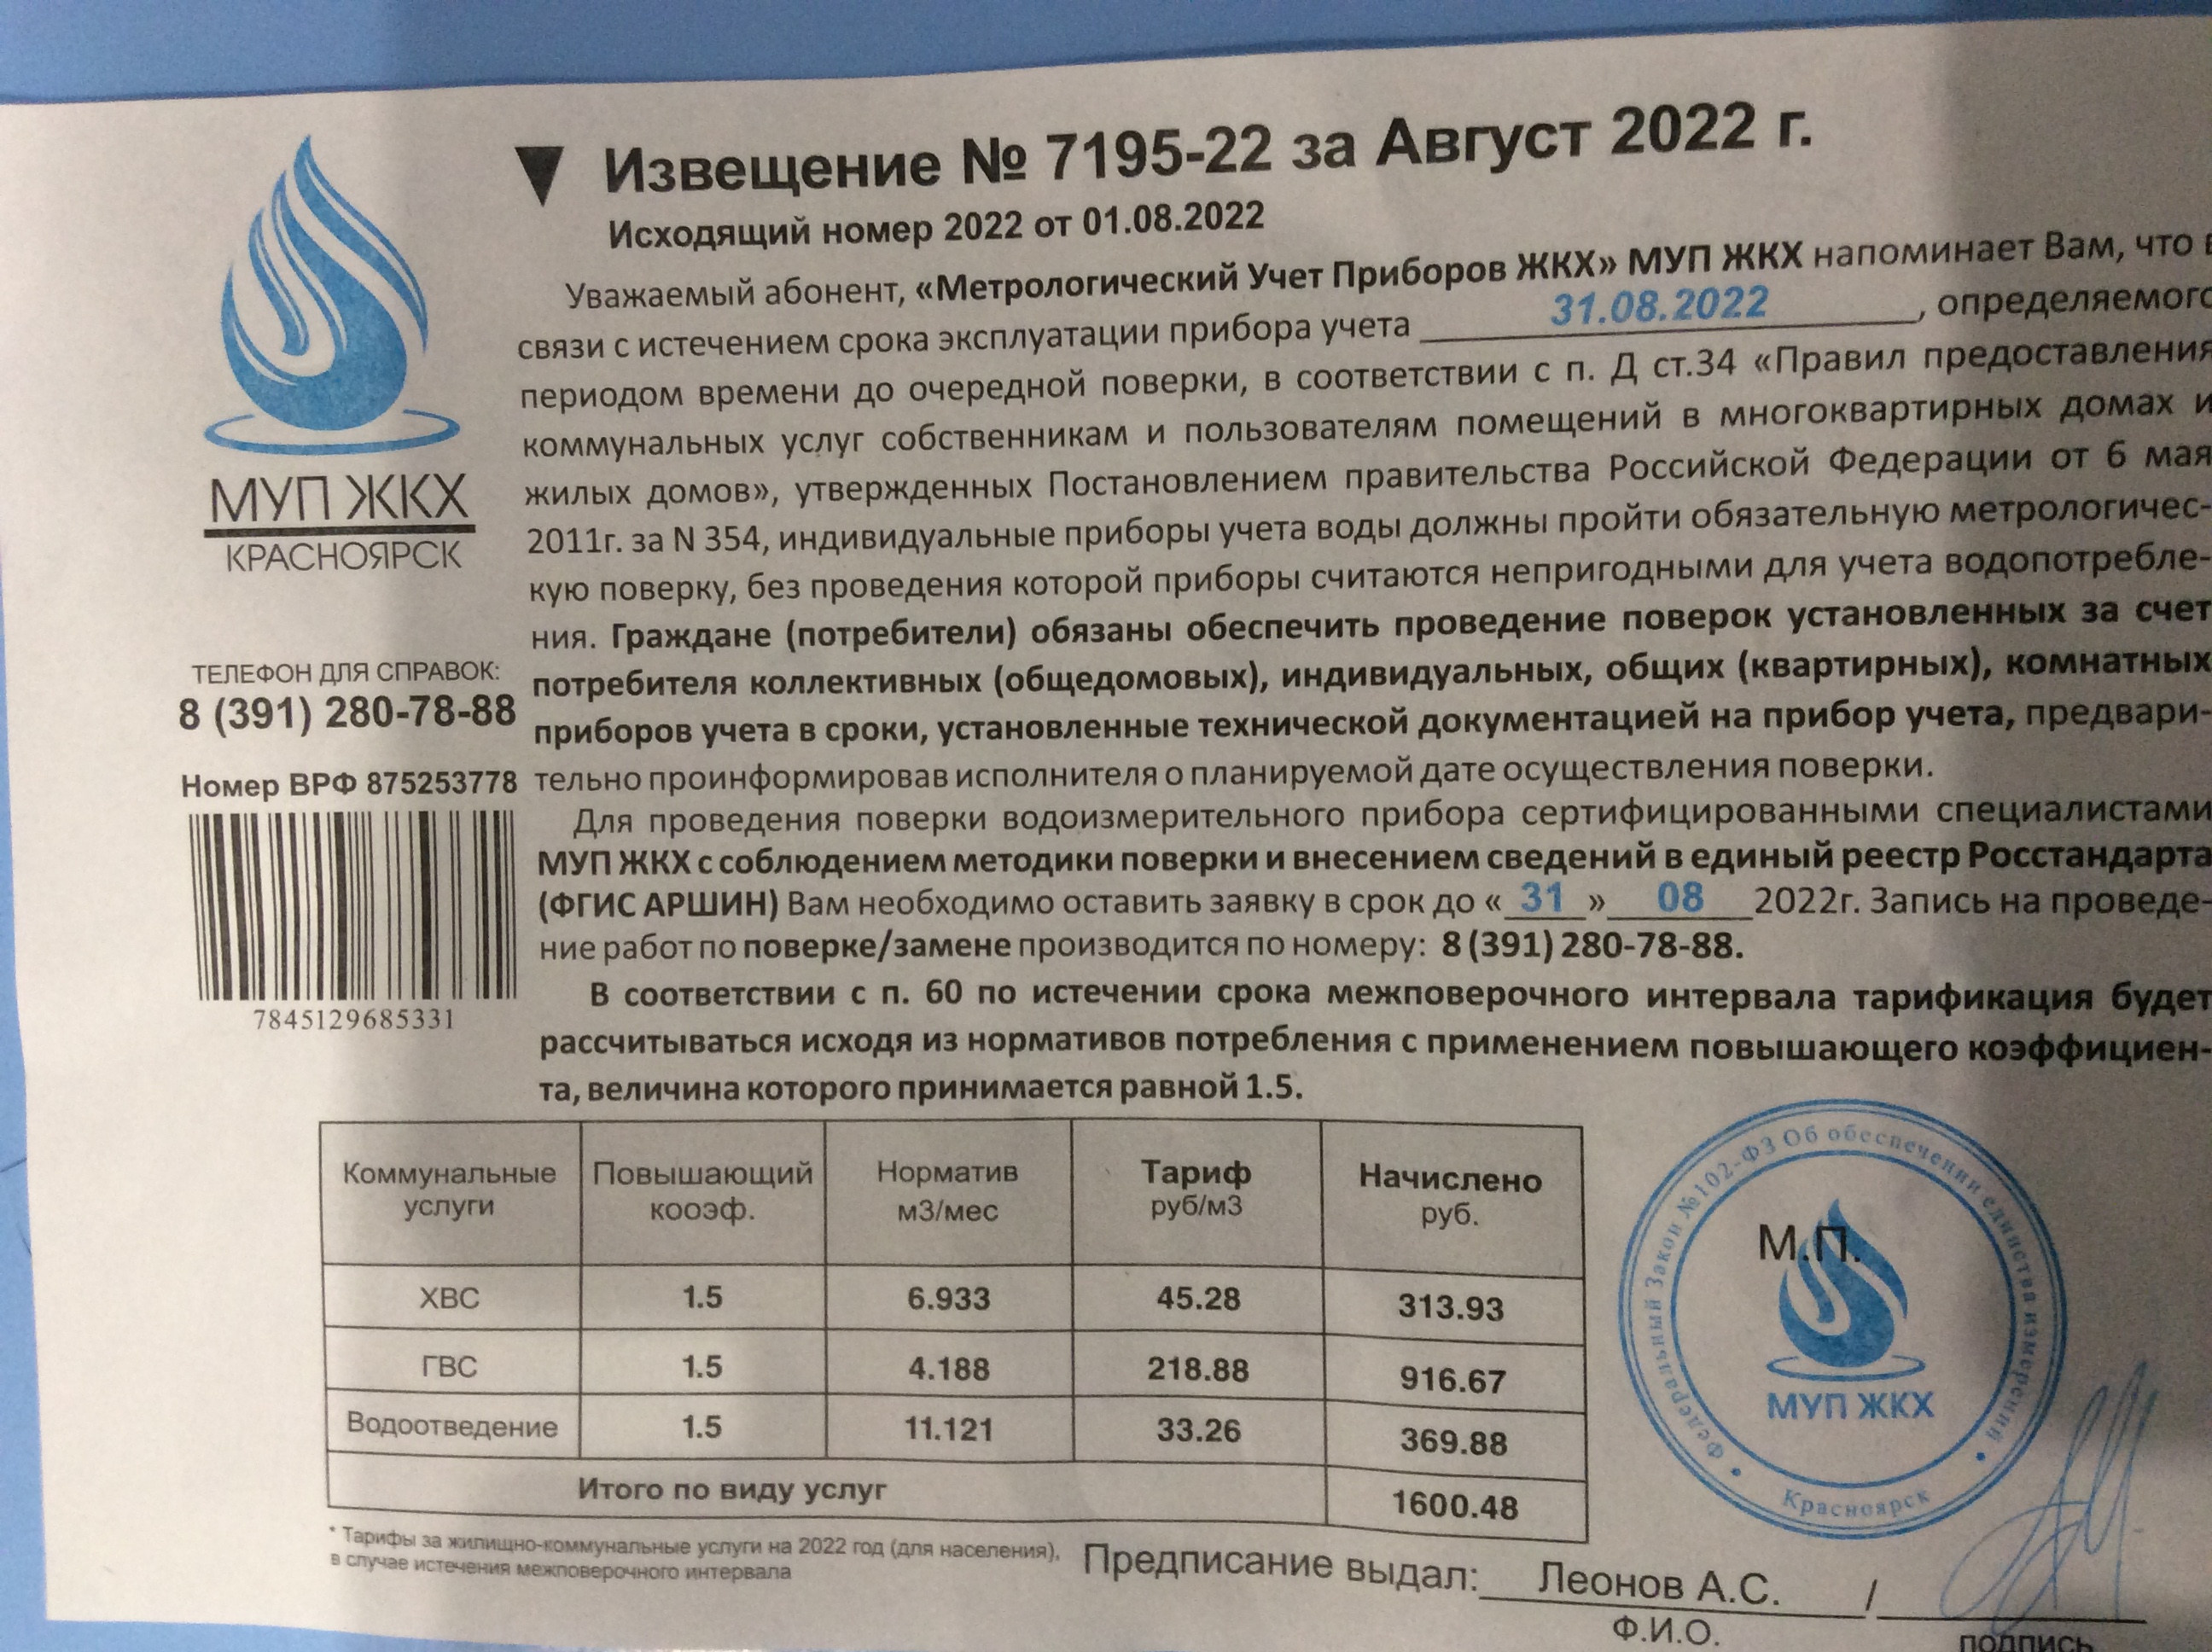 ▼ Извещение № 7195-22 за Август 2022 г.
Исходящий номер 2022 от 01.08.2022
Уважаемый абонент, «Метрологический Учет Приборов ЖКХ» МУП ЖКХ напоминает Вам, что в
связи с истечением срока эксплуатации прибора учета 31.08.2022, определяемого
периодом времени до очередной поверки, в соответствии с п. Д ст.34 «Правил предоставления
коммунальных услуг собственникам и пользователям помещений в многоквартирных домах и
жилых домов», утвержденных Постановлением правительства Российской Федерации от 6 мая
2011г. за N 354, индивидуальные приборы учета воды должны пройти обязательную метрологичес-
кую поверку, без проведения которой приборы считаются непригодными для учета водопотребле-
ния. Граждане (потребители) обязаны обеспечить проведение поверок установленных за счет
потребителя коллективных (общедомовых), индивидуальных, общих (квартирных), комнатных
приборов учета в сроки, установленные технической документацией на прибор учета, предвари-
тельно проинформировав исполнителя о планируемой дате осуществления поверки.
Для проведения поверки водоизмерительного прибора сертифицированными специалистами
МУП ЖКХ с соблюдением методики поверки и внесением сведений в единый реестр Росстандарта
(ФГИС АРШИН) Вам необходимо оставить заявку в срок до «31» 08 2022г. Запись на проведе-
ние работ по поверке/замене производится по номеру: 8 (391) 280-78-88.
В соответствии с п. 60 по истечении срока межповерочного интервала тарификация будет
рассчитываться исходя из нормативов потребления с применением повышающего коэффициен-
та, величина которого принимается равной 1.5.
МУП ЖКХ
КРАСНОЯРСК
ТЕЛЕФОН ДЛЯ СПРАВОК:
8 (391) 280-78-88
Номер ВРФ 875253778
7845129685331
Коммунальные услуги Повышающий кооэф. Норматив м3/мес Тариф руб/м3 Начислено руб.
ХВС 1.5 6.933 45.28 313.93
ГВС 1.5 4.188 218.88 916.67
Водоотведение 1.5 11.121 33.26 369.88
Итого по виду услуг 1600.48
* Тарифы за жилищно-коммунальные услуги на 2022 год (для населения),
в случае истечения межповерочного интервала
М.П.
Федеральный Закон №102-ФЗ Об обеспечении единства измерений
МУП ЖКХ
Красноярск
Предписание выдал: Леонов А.С. /
Ф.И.О.
подпись